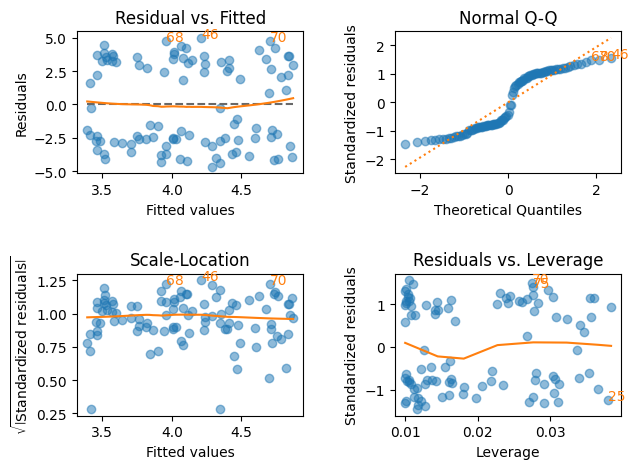 Residual vs. Fitted
Residuals
5.0
2.5
0.0
−2.5
−5.0
68
46
70
3.5 4.0 4.5
Fitted values
Normal Q-Q
Standardized residuals
2
1
0
−1
−2
46
−2 0 2
Theoretical Quantiles
Scale-Location
√|Standardized residuals|
1.25
1.00
0.75
0.50
0.25
68
46
70
3.5 4.0 4.5
Fitted values
Residuals vs. Leverage
Standardized residuals
1
0
−1
25
0.01 0.02 0.03
Leverage